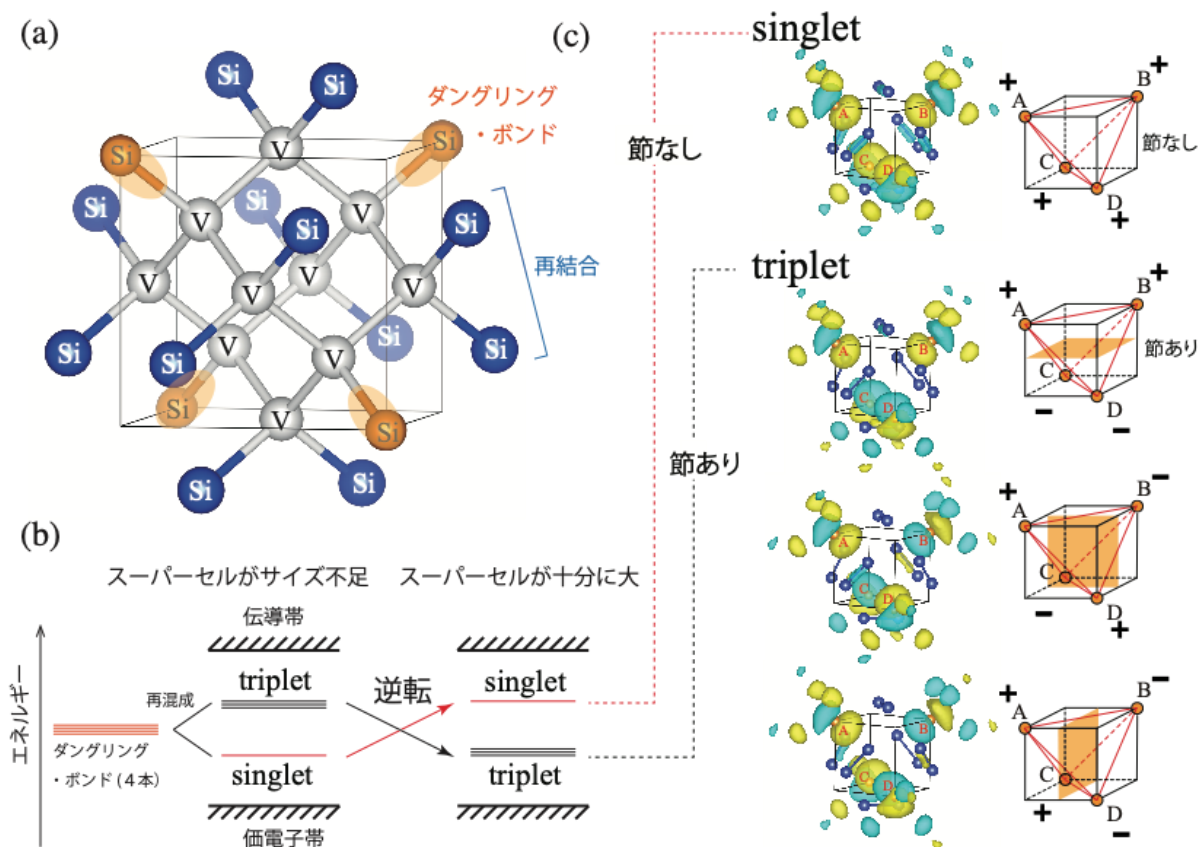 (a)
Si
Si
ダングリング
・ボンド
Si
Si
V
Si
Si
Si
Si
V
V
再結合
V
V
V
V
Si
Si
Si
Si
V
V
Si
Si
V
Si
Si
(b)
スーパーセルがサイズ不足
スーパーセルが十分に大
エネルギー
伝導帯
triplet
逆転
singlet
再混成
ダングリング
・ボンド(4本)
singlet
triplet
価電子帯
(c)
singlet
節なし
A
B
C
D
+
+
A
B
節なし
C
D
+
+
triplet
節あり
A
B
C
D
+
+
A
B
節あり
C
D
−
−
A
B
C
D
+
−
A
B
C
D
−
+
A
B
C
D
+
−
A
B
C
D
+
−